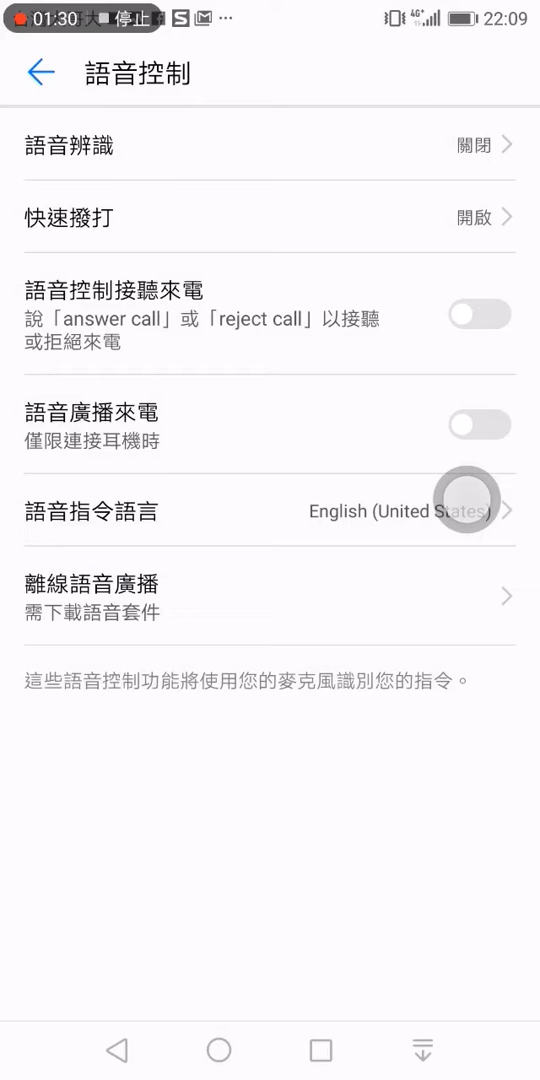 01:30 停止 S M ... 4G+ 22:09
語音控制
語音辨識 關閉
快速撥打 開啟
語音控制接聽來電
說「answer call」或「reject call」以接聽
或拒絕來電
語音廣播來電
僅限連接耳機時
語音指令語言 English (United States)
離線語音廣播
需下載語音套件
這些語音控制功能將使用您的麥克風識別您的指令。